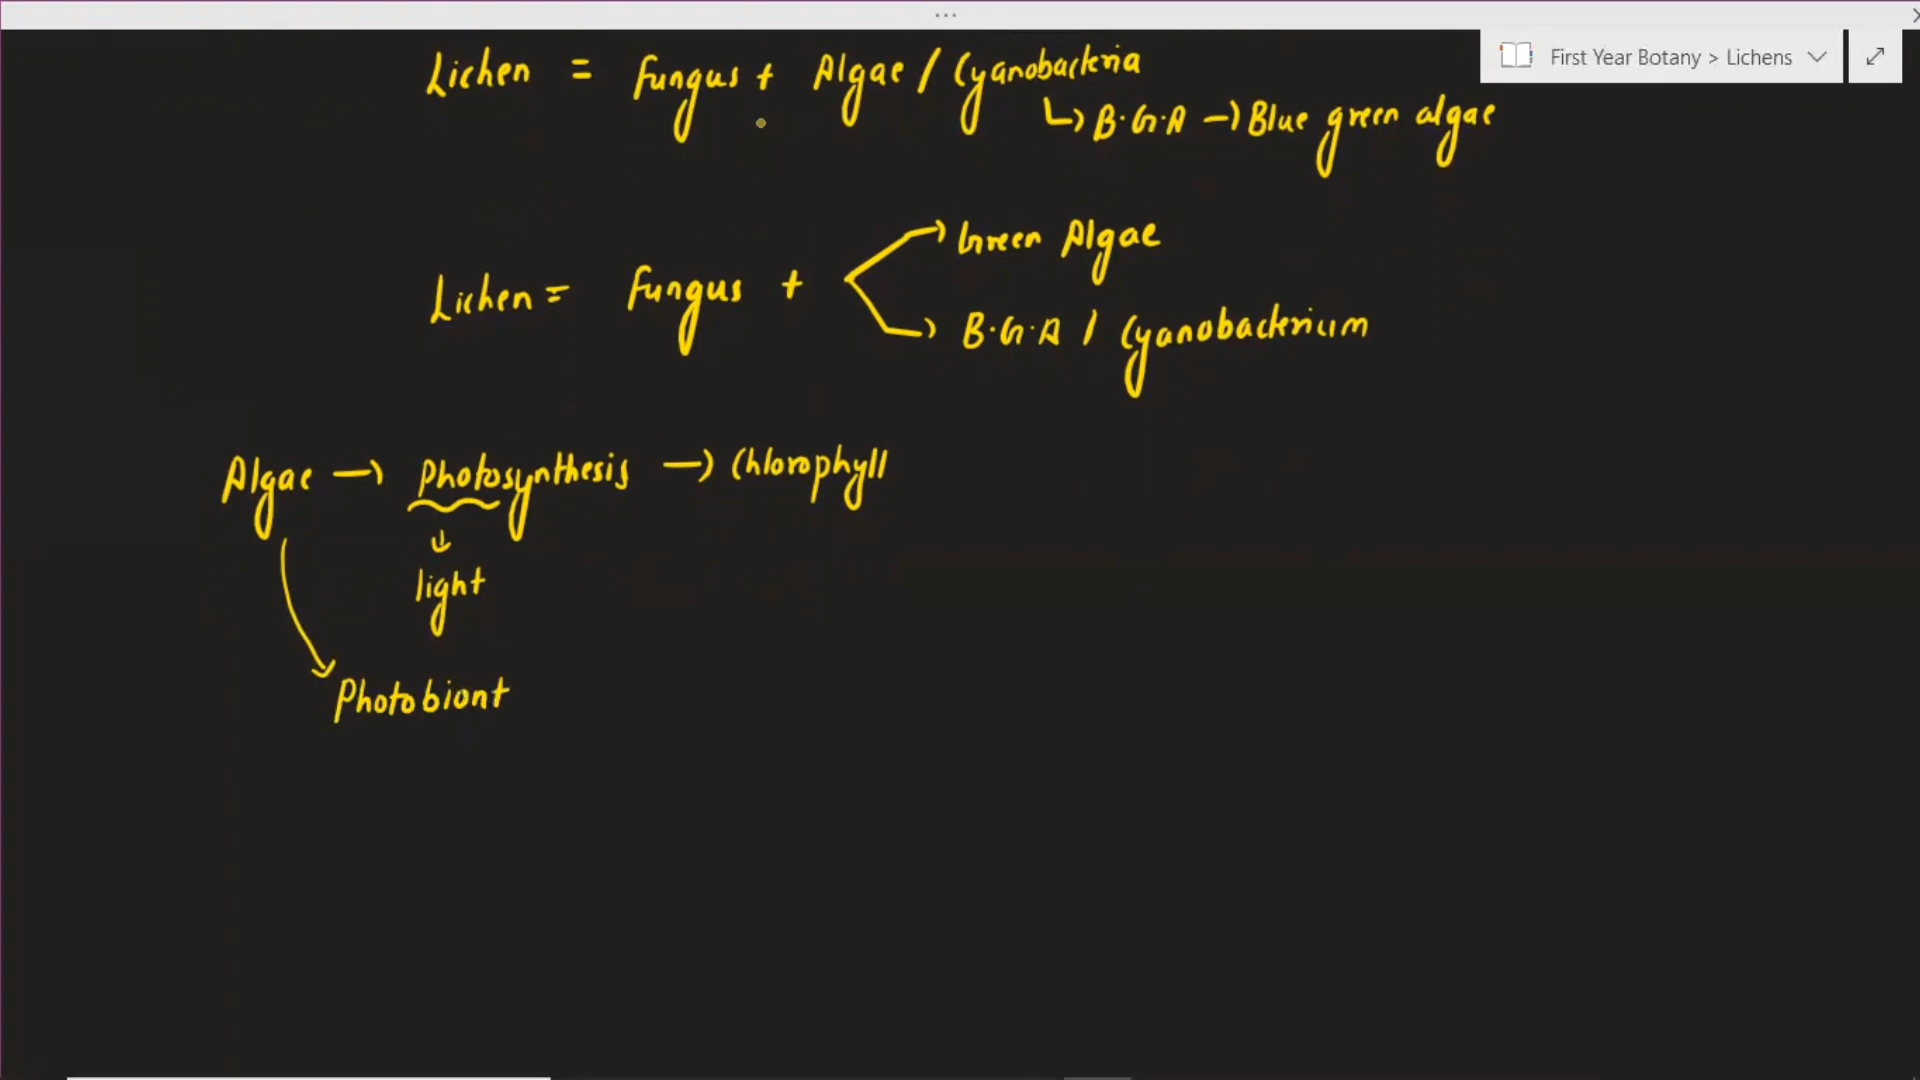 ...
First Year Botany > Lichens
Lichen = Fungus + Algae / Cyanobacteria
↳ B.G.A → Blue green algae
Lichen = Fungus + → Green Algae
→ B.G.A / Cyanobacterium
Algae → Photosynthesis → Chlorophyll
↓
light
Photobiont